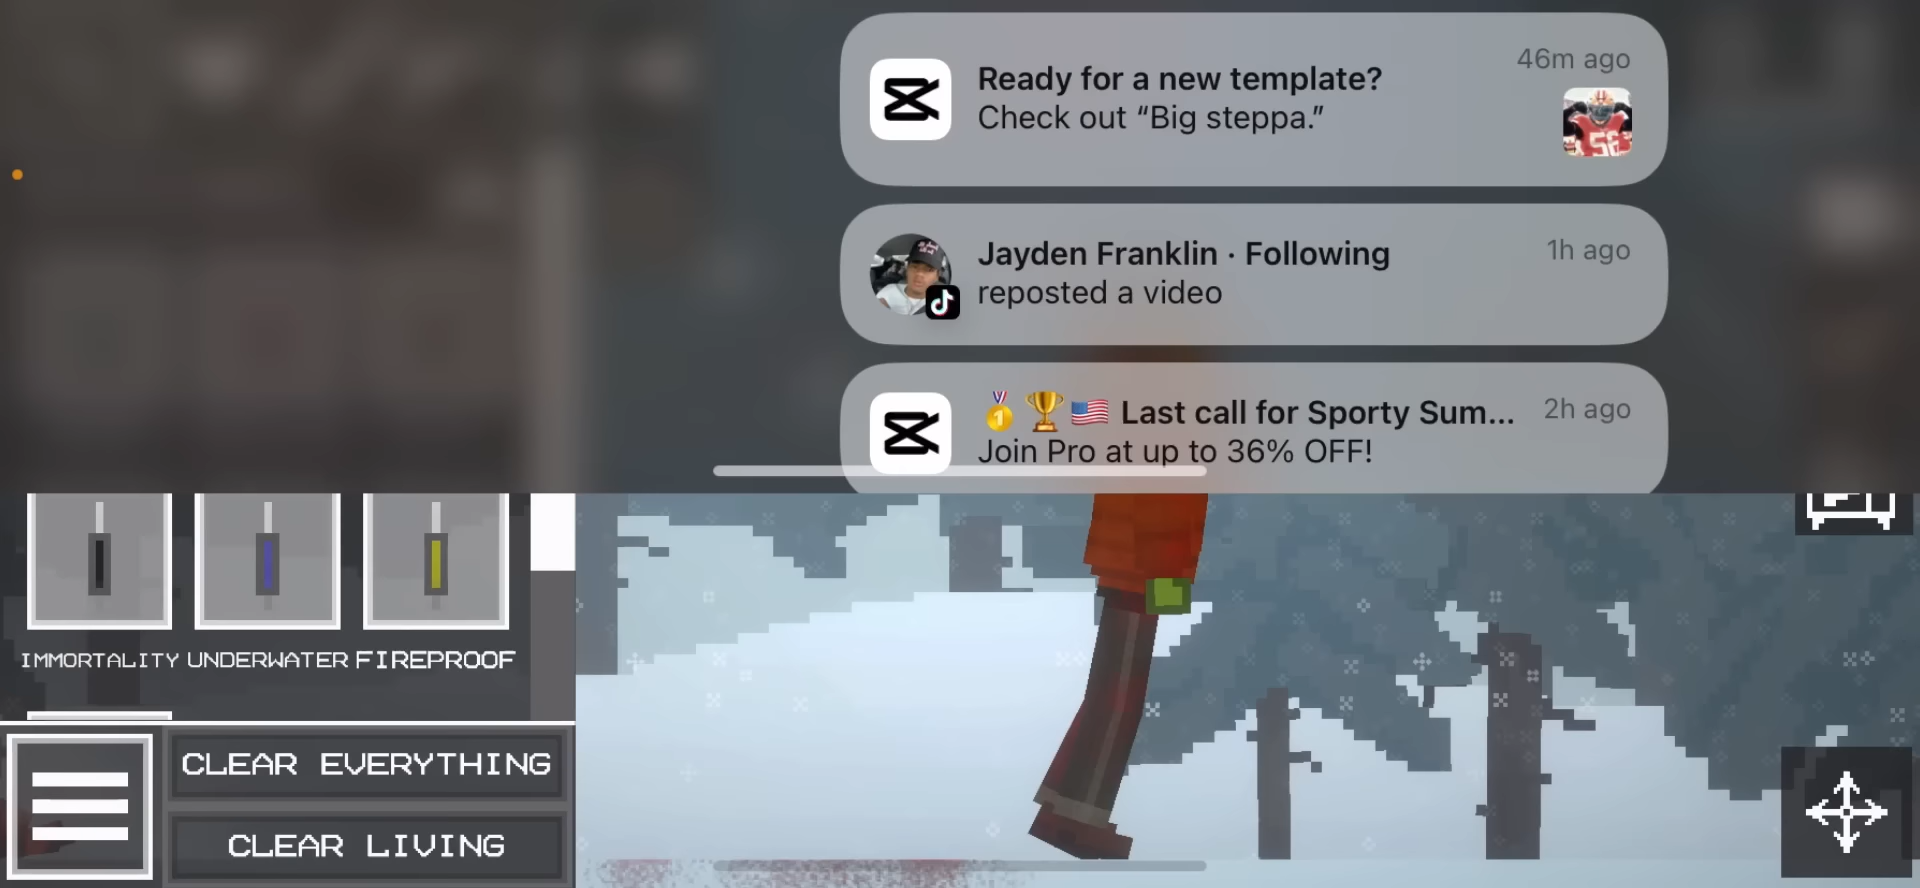 46m ago
Ready for a new template?
Check out “Big steppa.”
Jayden Franklin · Following
1h ago
reposted a video
🥇🏆🇺🇸 Last call for Sporty Sum...
2h ago
Join Pro at up to 36% OFF!
IMMORTALITY UNDERWATER FIREPROOF
CLEAR EVERYTHING
CLEAR LIVING